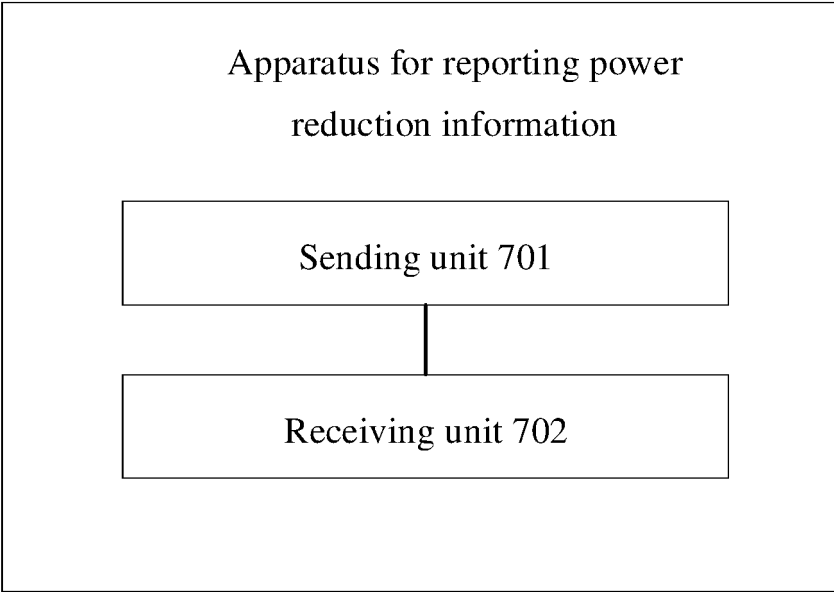 Apparatus for reporting power
reduction information
Sending unit 701
Receiving unit 702